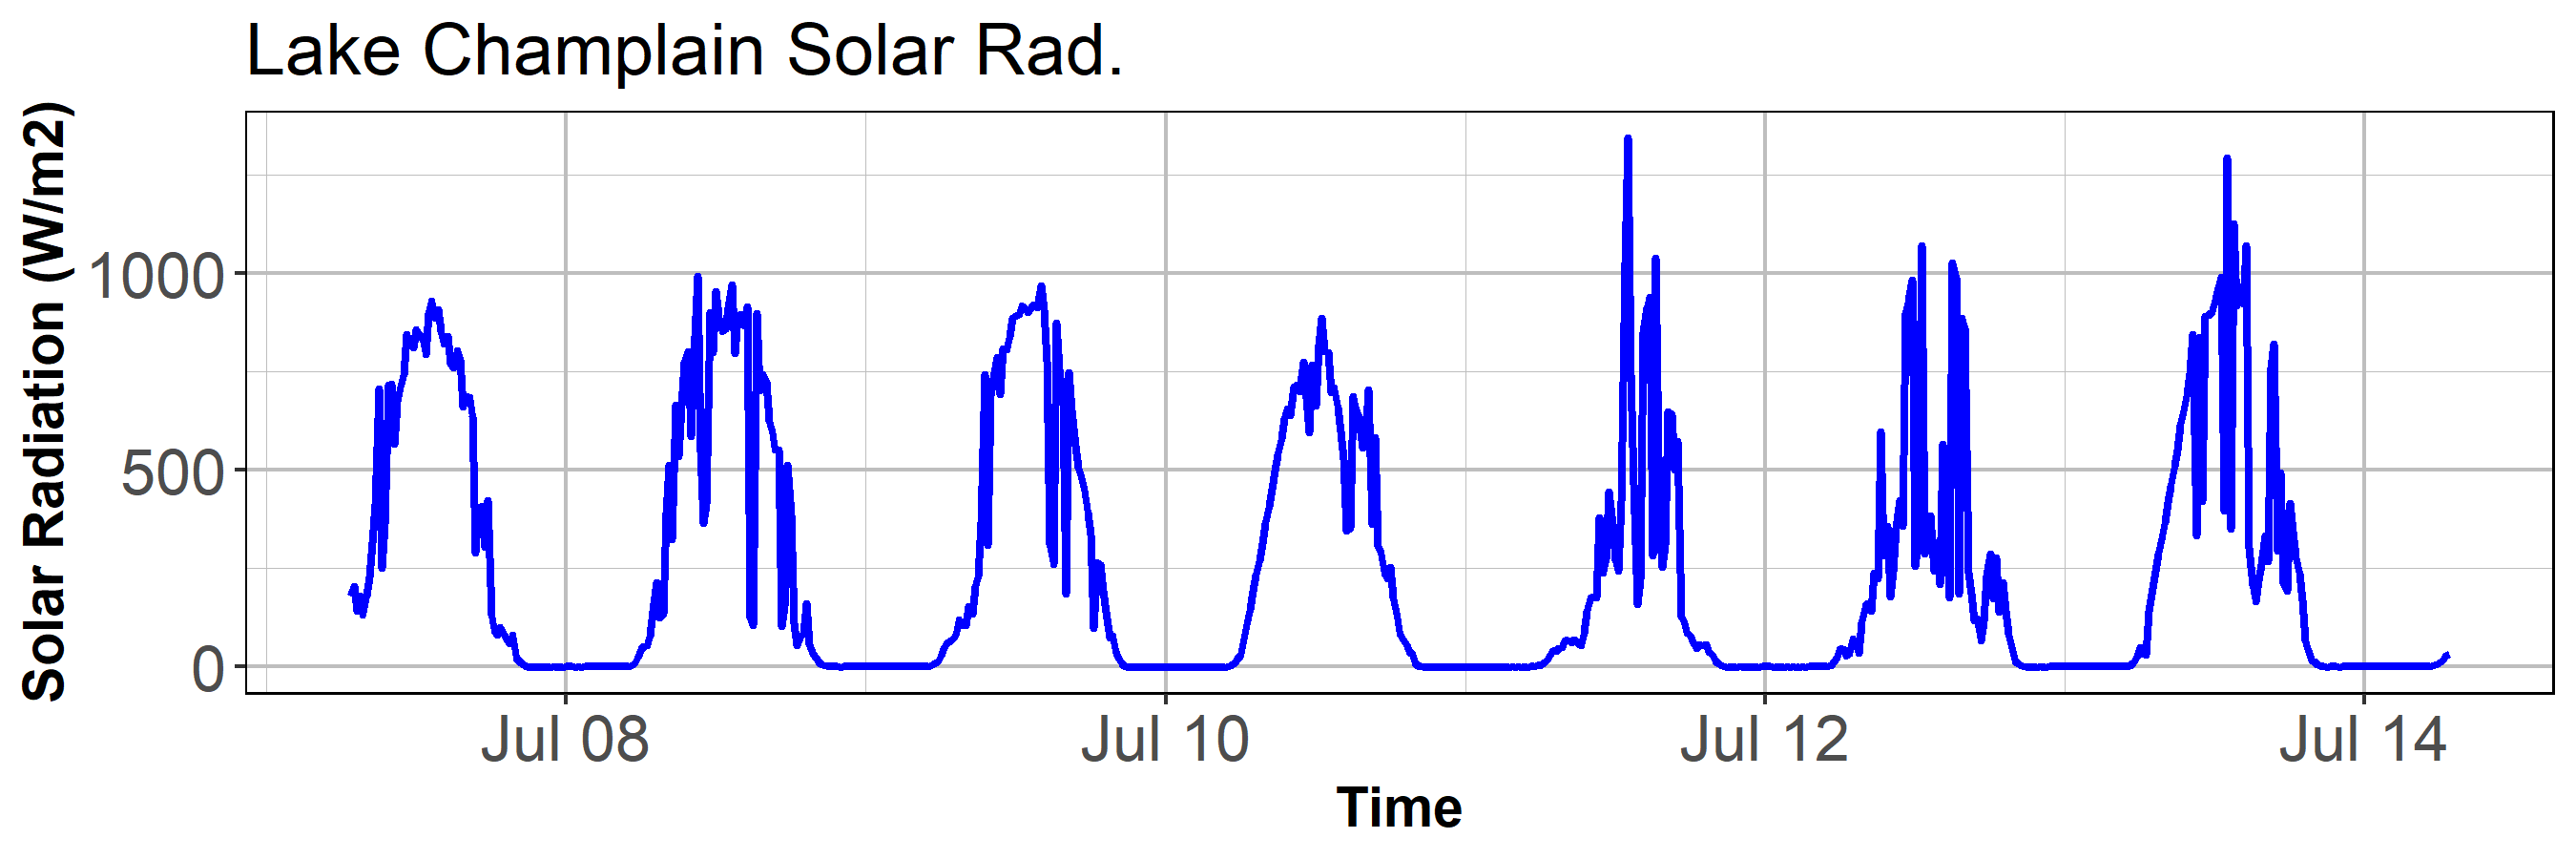 Lake Champlain Solar Rad.
Solar Radiation (W/m2)
1000
500
0
Jul 08
Jul 10
Jul 12
Jul 14
Time